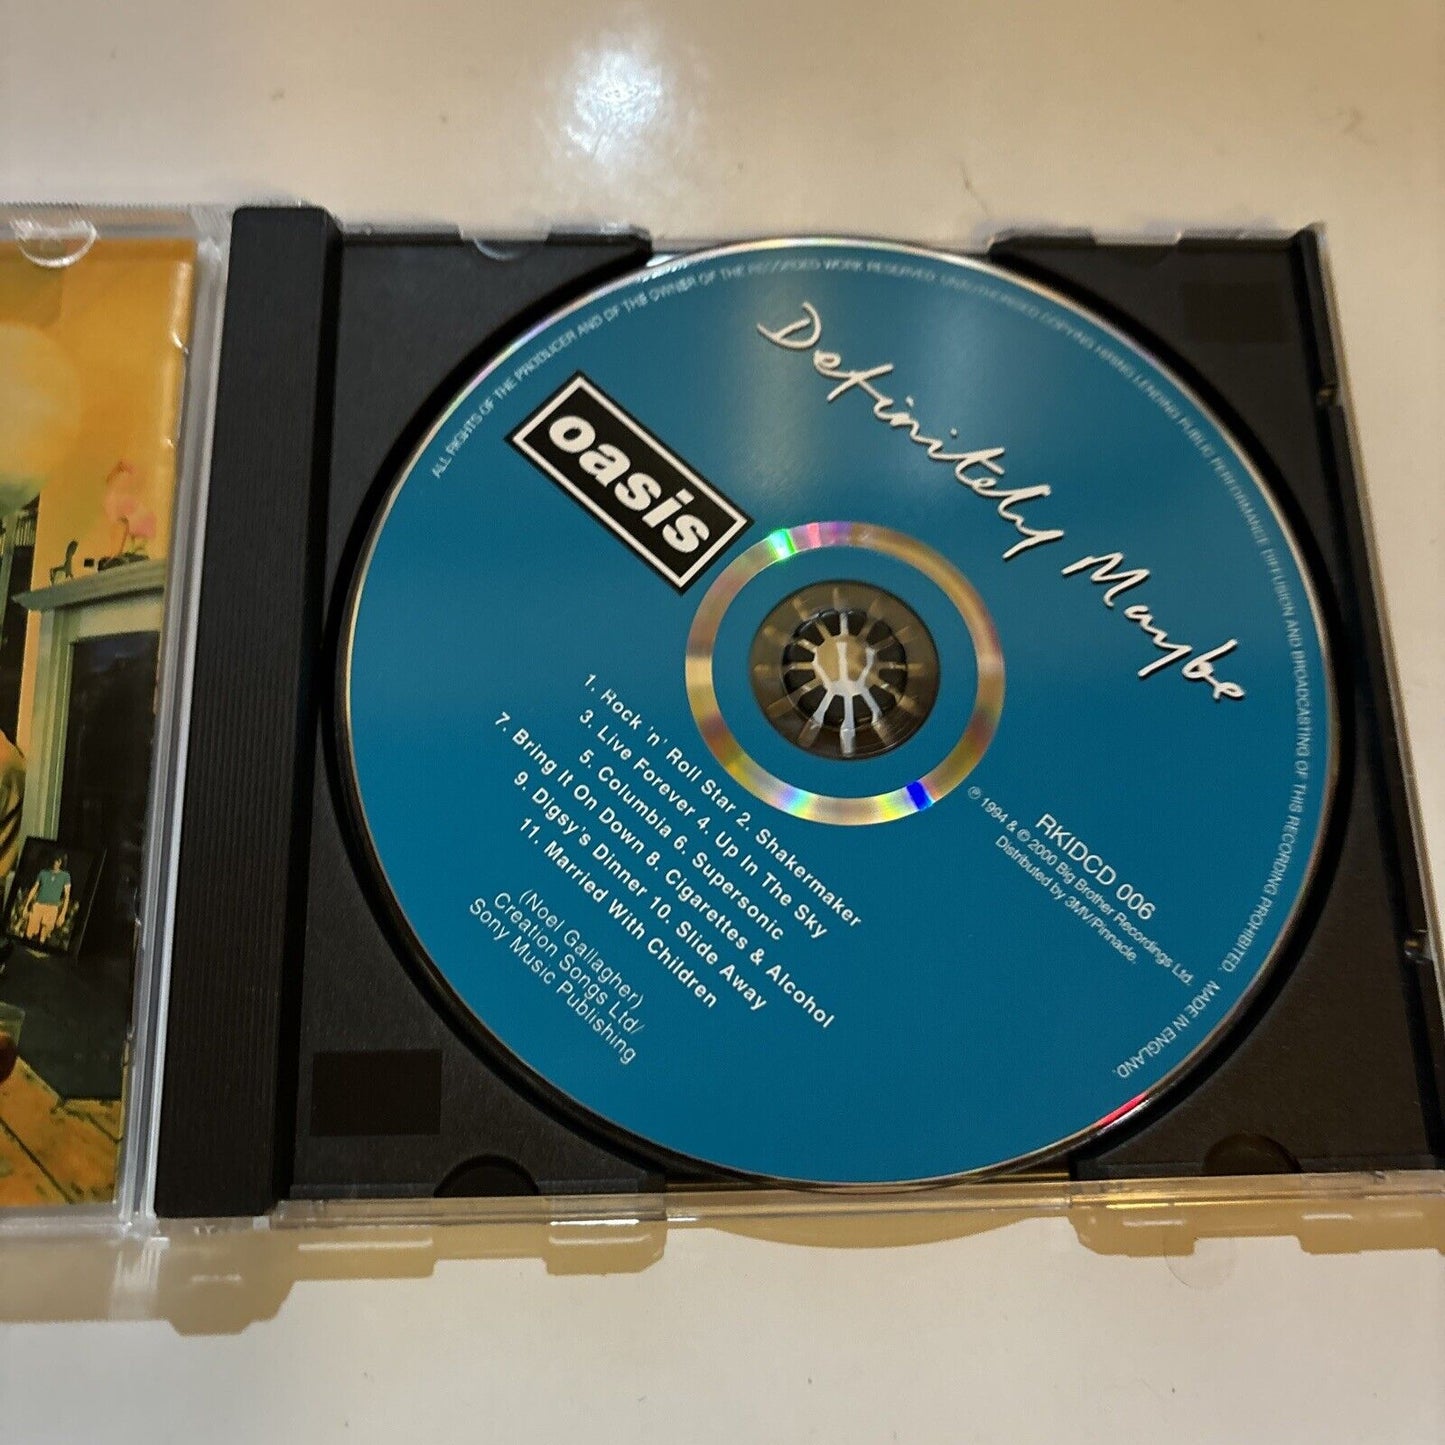 ALL RIGHTS OF THE PRODUCER AND OF THE OWNER OF THE RECORDED WORK RESERVED. UNAUTHORISED COPYING HIRING LENDING PUBLIC PERFORMANCE DIFFUSION AND BROADCASTING OF THIS RECORDING PROHIBITED. MADE IN ENGLAND.
Definitely Maybe
oasis
1. Rock 'n' Roll Star 2. Shakermaker
3. Live Forever 4. Up In The Sky
5. Columbia 6. Supersonic
7. Bring It On Down 8. Cigarettes & Alcohol
9. Digsy's Dinner 10. Slide Away
11. Married With Children
(Noel Gallagher)
Creation Songs Ltd/
Sony Music Publishing
RKIDCD 006
℗ 1994 & © 2000 Big Brother Recordings Ltd.
Distributed by 3MV/Pinnacle.